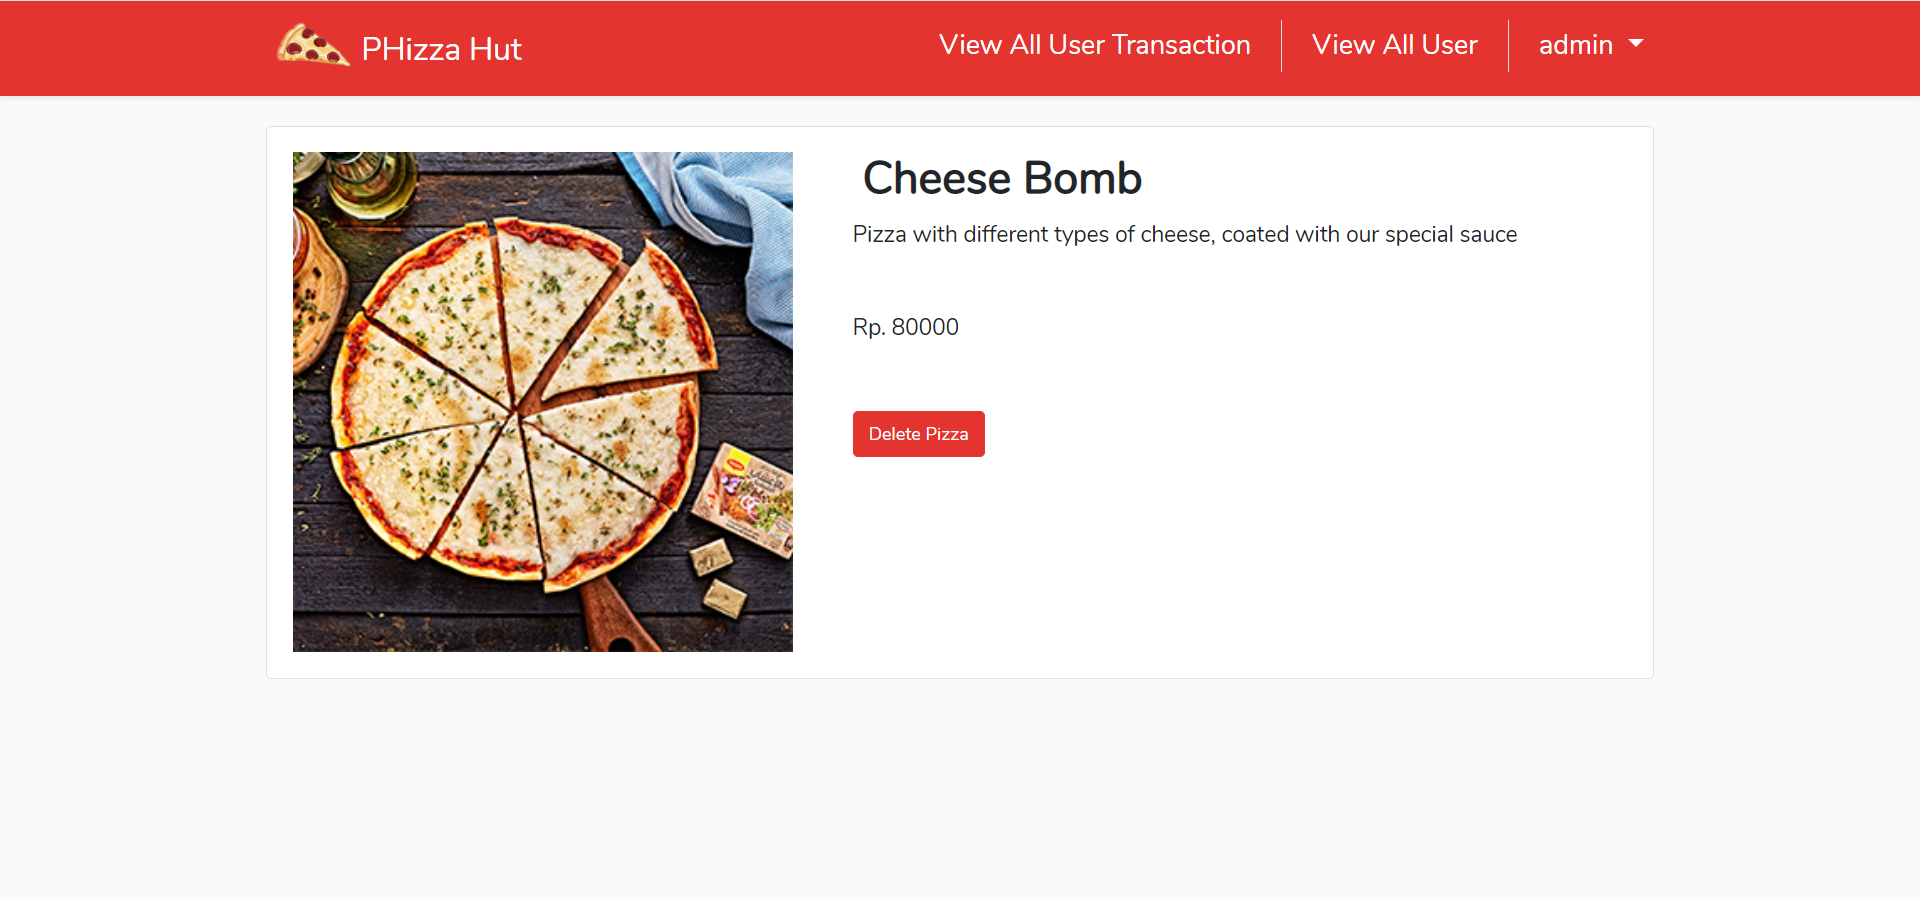 PHizza Hut
View All User Transaction
View All User
admin
Cheese Bomb
Pizza with different types of cheese, coated with our special sauce
Rp. 80000
Delete Pizza